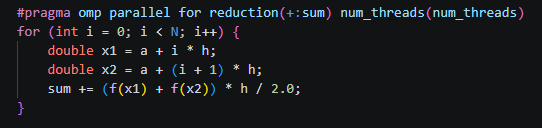 #pragma omp parallel for reduction(+:sum) num_threads(num_threads)
for (int i = 0; i < N; i++) {
    double x1 = a + i * h;
    double x2 = a + (i + 1) * h;
    sum += (f(x1) + f(x2)) * h / 2.0;
}